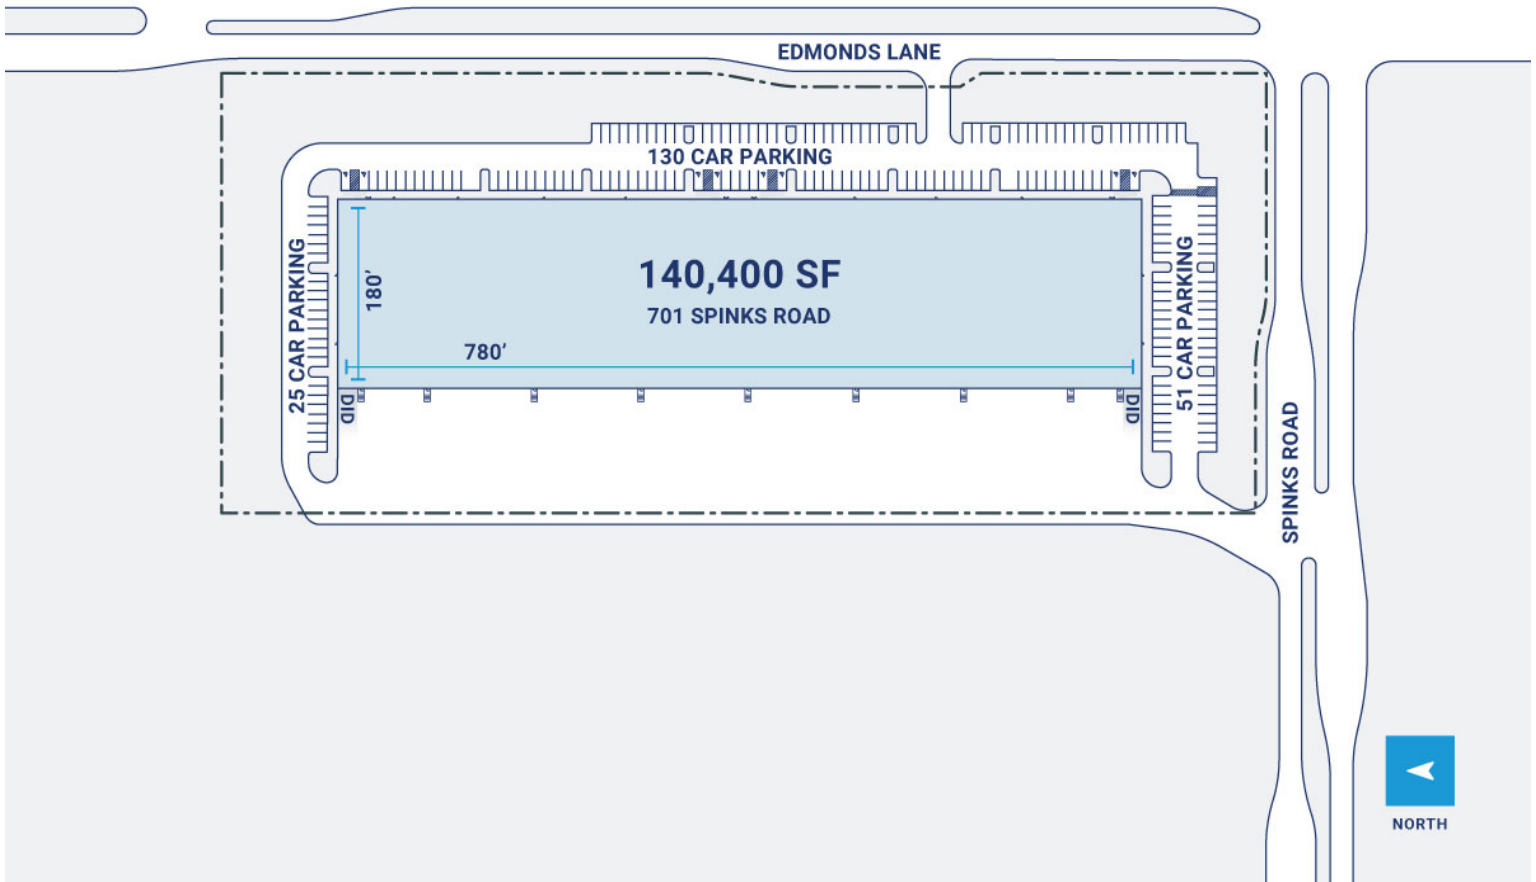 EDMONDS LANE
130 CAR PARKING
25 CAR PARKING
180’
140,400 SF
701 SPINKS ROAD
780’
51 CAR PARKING
DID
DID
SPINKS ROAD
NORTH